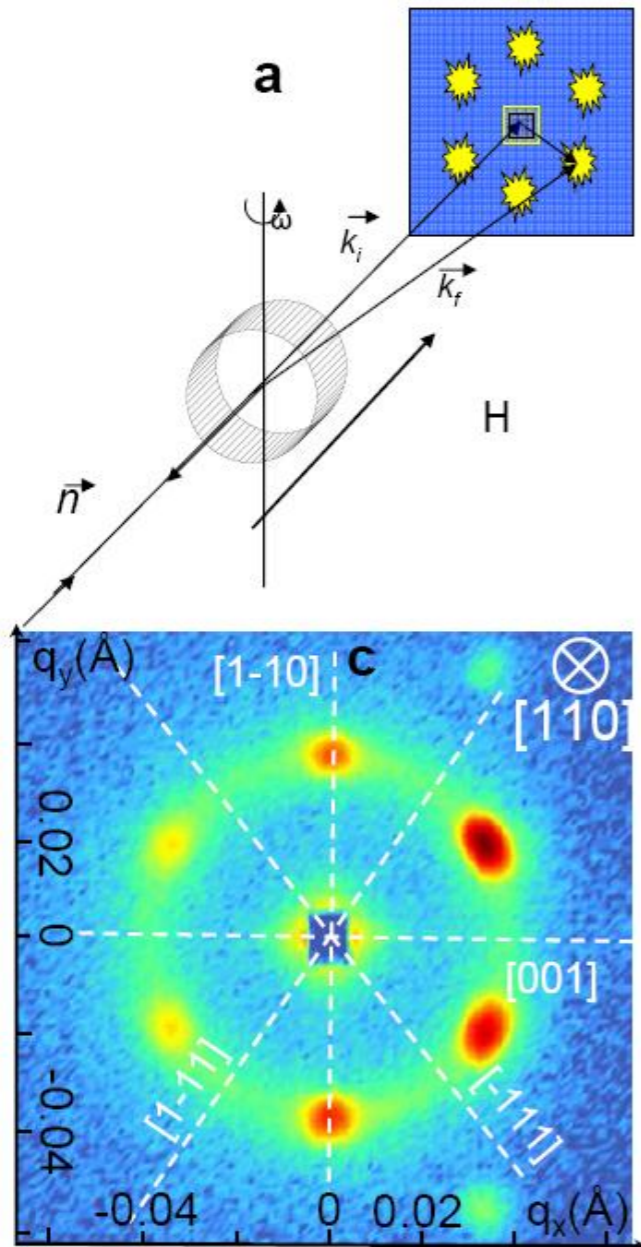 a
ω
k_i
k_f
H
n
q_y(Å)
[1-10]
c
[110]
0.02
0
-0.04
[001]
[1-11]
[-111]
-0.04
0
0.02
q_x(Å)